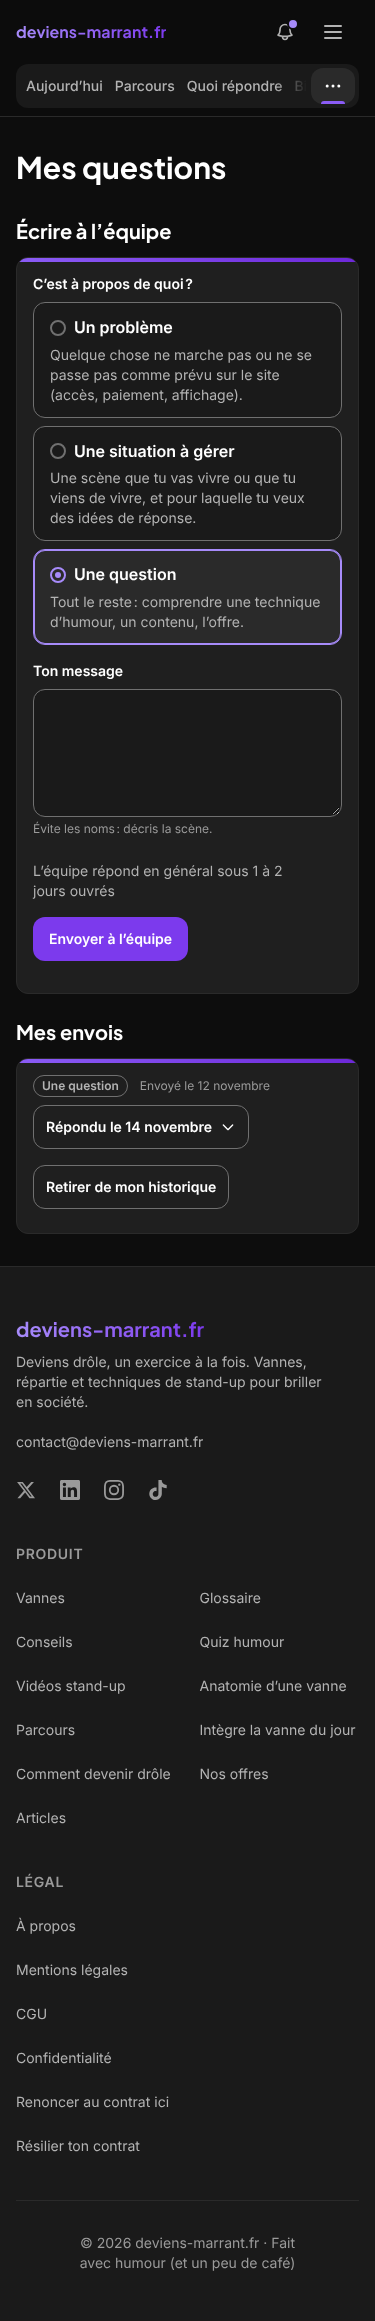 deviens-marrant.fr
Aujourd’hui Parcours Quoi répondre
Mes questions
Écrire à l’équipe
C’est à propos de quoi ?
Un problème
Quelque chose ne marche pas ou ne se
passe pas comme prévu sur le site
(accès, paiement, affichage).
Une situation à gérer
Une scène que tu vas vivre ou que tu
viens de vivre, et pour laquelle tu veux
des idées de réponse.
Une question
Tout le reste : comprendre une technique
d’humour, un contenu, l’offre.
Ton message
Évite les noms : décris la scène.
L’équipe répond en général sous 1 à 2
jours ouvrés
Envoyer à l’équipe
Mes envois
Une question Envoyé le 12 novembre
Répondu le 14 novembre
Retirer de mon historique
deviens-marrant.fr
Deviens drôle, un exercice à la fois. Vannes,
répartie et techniques de stand-up pour briller
en société.
contact@deviens-marrant.fr
PRODUIT
Vannes Glossaire
Conseils Quiz humour
Vidéos stand-up Anatomie d’une vanne
Parcours Intègre la vanne du jour
Comment devenir drôle Nos offres
Articles
LÉGAL
À propos
Mentions légales
CGU
Confidentialité
Renoncer au contrat ici
Résilier ton contrat
© 2026 deviens-marrant.fr · Fait
avec humour (et un peu de café)